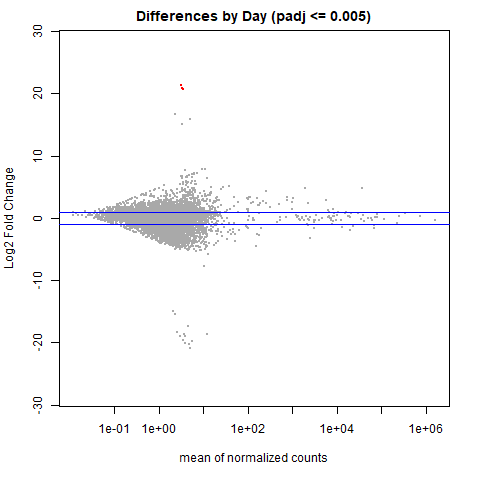 Differences by Day (padj <= 0.005)
Log2 Fold Change
30
20
10
0
-10
-20
-30
1e-01
1e+00
1e+02
1e+04
1e+06
mean of normalized counts